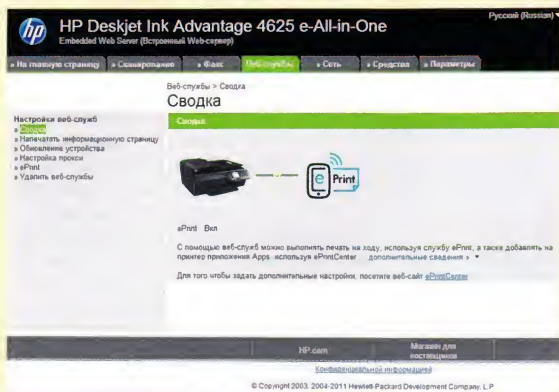 hp
HP Deskjet Ink Advantage 4625 e-All-in-One
Embedded Web Server (Встроенный Web-сервер)
Русский (Russian) ▼
» На главную страницу » Сканирование » Факс Веб-службы » Сеть » Средства » Параметры
Веб-службы > Сводка
Сводка
Настройки веб-служб
» Сводка
» Напечатать информационную страницу
» Обновление устройства
» Настройка прокси
» ePrint
» Удалить веб-службы
Сводка
e Print
ePrint Вкл
С помощью веб-служб можно выполнять печать на ходу, используя службу ePrint, а также добавлять на
принтер приложения Apps используя ePrintCenter дополнительные сведения » ▼
Для того чтобы задать дополнительные настройки, посетите веб-сайт ePrintCenter
HP.com
Магазин для
поставщиков
Конфиденциальной информацией
© Copyright 2003, 2004-2011 Hewlett-Packard Development Company, L.P